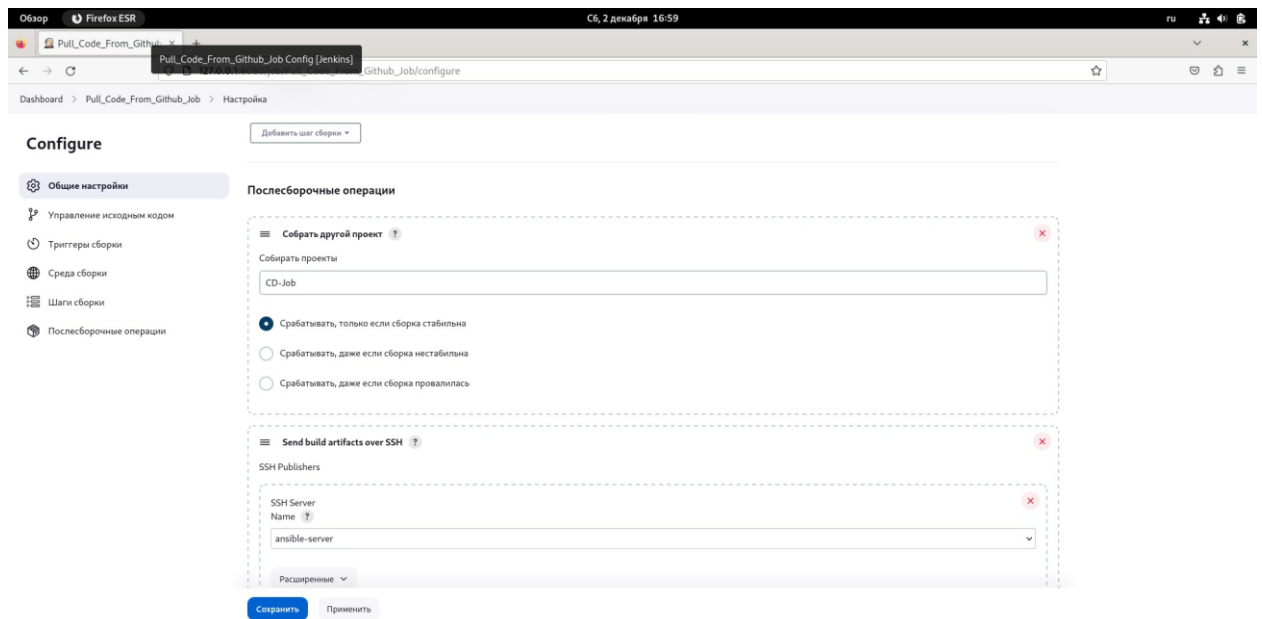 Обзор Firefox ESR Сб, 2 декабря 16:59 ru
Pull_Code_From_Github
Pull_Code_From_Github_Job Config [Jenkins]
_Github_Job/configure
Dashboard > Pull_Code_From_Github_Job > Настройка
Configure
Общие настройки
Управление исходным кодом
Триггеры сборки
Среда сборки
Шаги сборки
Послесборочные операции
Добавить шаг сборки
Послесборочные операции
Собрать другой проект ?
Собирать проекты
CD-Job
Срабатывать, только если сборка стабильна
Срабатывать, даже если сборка нестабильна
Срабатывать, даже если сборка провалилась
Send build artifacts over SSH ?
SSH Publishers
SSH Server
Name ?
ansible-server
Расширенные
Сохранить Применить